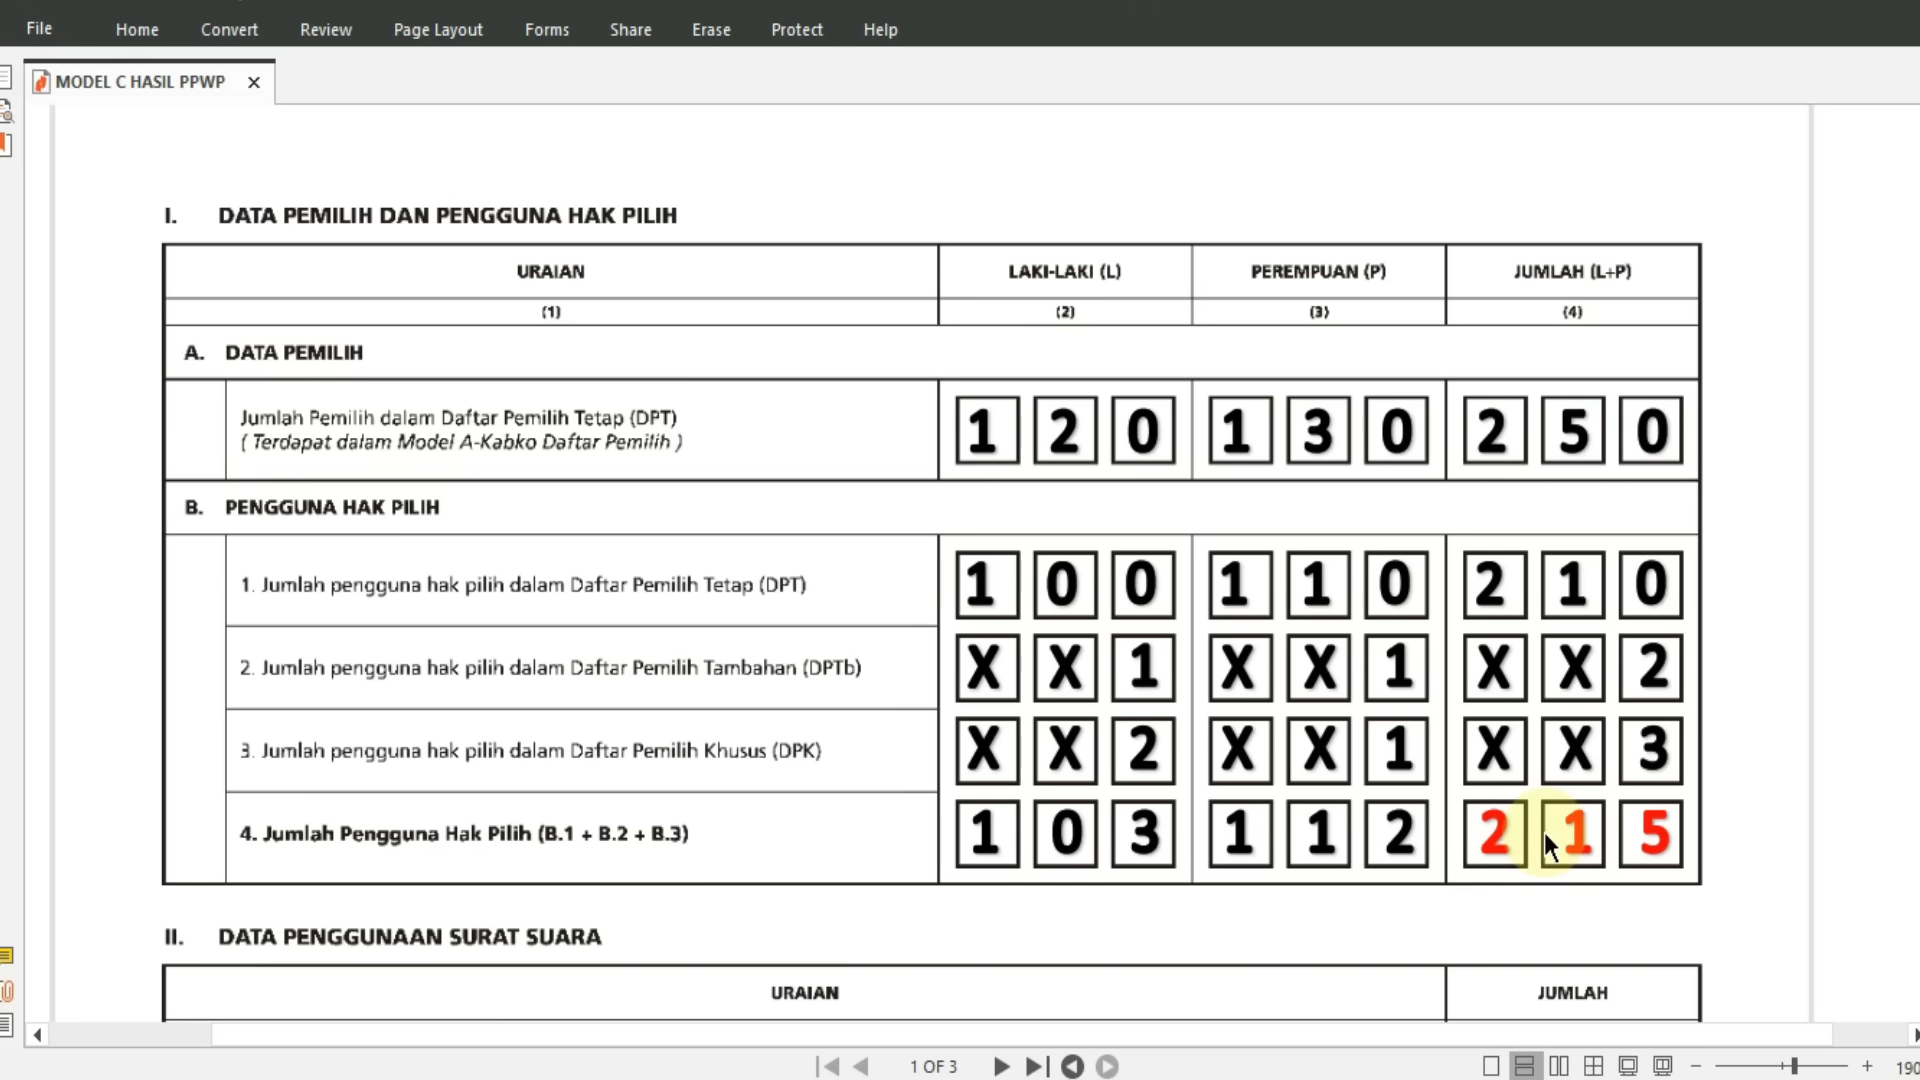 File Home Convert Review Page Layout Forms Share Erase Protect Help
MODEL C HASIL PPWP
I. DATA PEMILIH DAN PENGGUNA HAK PILIH
URAIAN LAKI-LAKI (L) PEREMPUAN (P) JUMLAH (L+P)
(1) (2) (3) (4)
A. DATA PEMILIH
Jumlah Pemilih dalam Daftar Pemilih Tetap (DPT)
( Terdapat dalam Model A-Kabko Daftar Pemilih )
1 2 0 1 3 0 2 5 0
B. PENGGUNA HAK PILIH
1. Jumlah pengguna hak pilih dalam Daftar Pemilih Tetap (DPT) 1 0 0 1 1 0 2 1 0
2. Jumlah pengguna hak pilih dalam Daftar Pemilih Tambahan (DPTb) X X 1 X X 1 X X 2
3. Jumlah pengguna hak pilih dalam Daftar Pemilih Khusus (DPK) X X 2 X X 1 X X 3
4. Jumlah Pengguna Hak Pilih (B.1 + B.2 + B.3) 1 0 3 1 1 2 2 1 5
II. DATA PENGGUNAAN SURAT SUARA
URAIAN JUMLAH
1 OF 3
190